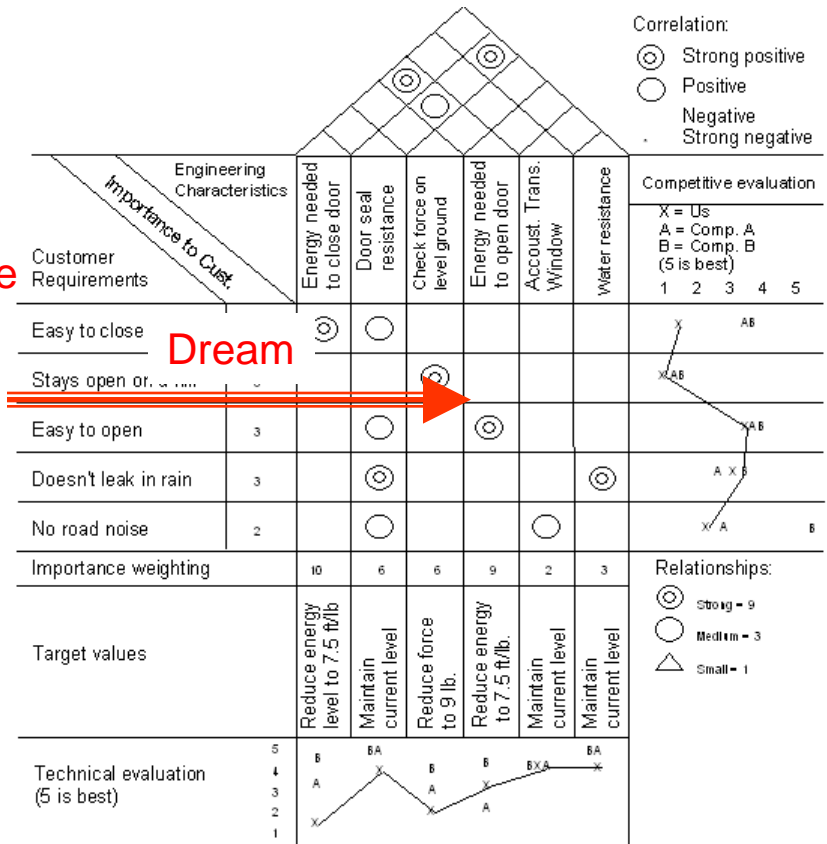 Correlation:
Strong positive
Positive
Negative
Strong negative
Importance to Cust.
Engineering
Characteristics
Customer
Requirements
Energy needed
to close door
Door seal
resistance
Check force on
level ground
Energy needed
to open door
Accoust. Trans.
Window
Water resistance
Competitive evaluation
X = Us
A = Comp. A
B = Comp. B
(5 is best)
1 2 3 4 5
e
Easy to close
X AB
Dream
Stays open on a
X AB
Easy to open 3
X A B
Doesn't leak in rain 3
A X B
No road noise 2
X A B
Importance weighting 10 6 6 9 2 3
Relationships:
Strong = 9
Medium = 3
Small = 1
Target values
Reduce energy
level to 7.5 ft/lb
Maintain
current level
Reduce force
to 9 lb.
Reduce energy
to 7.5 ft/lb.
Maintain
current level
Maintain
current level
Technical evaluation
(5 is best)
5
4
3
2
1
B
A
X
BA
X
B
A
X
B
X
A
BXA
BA
X